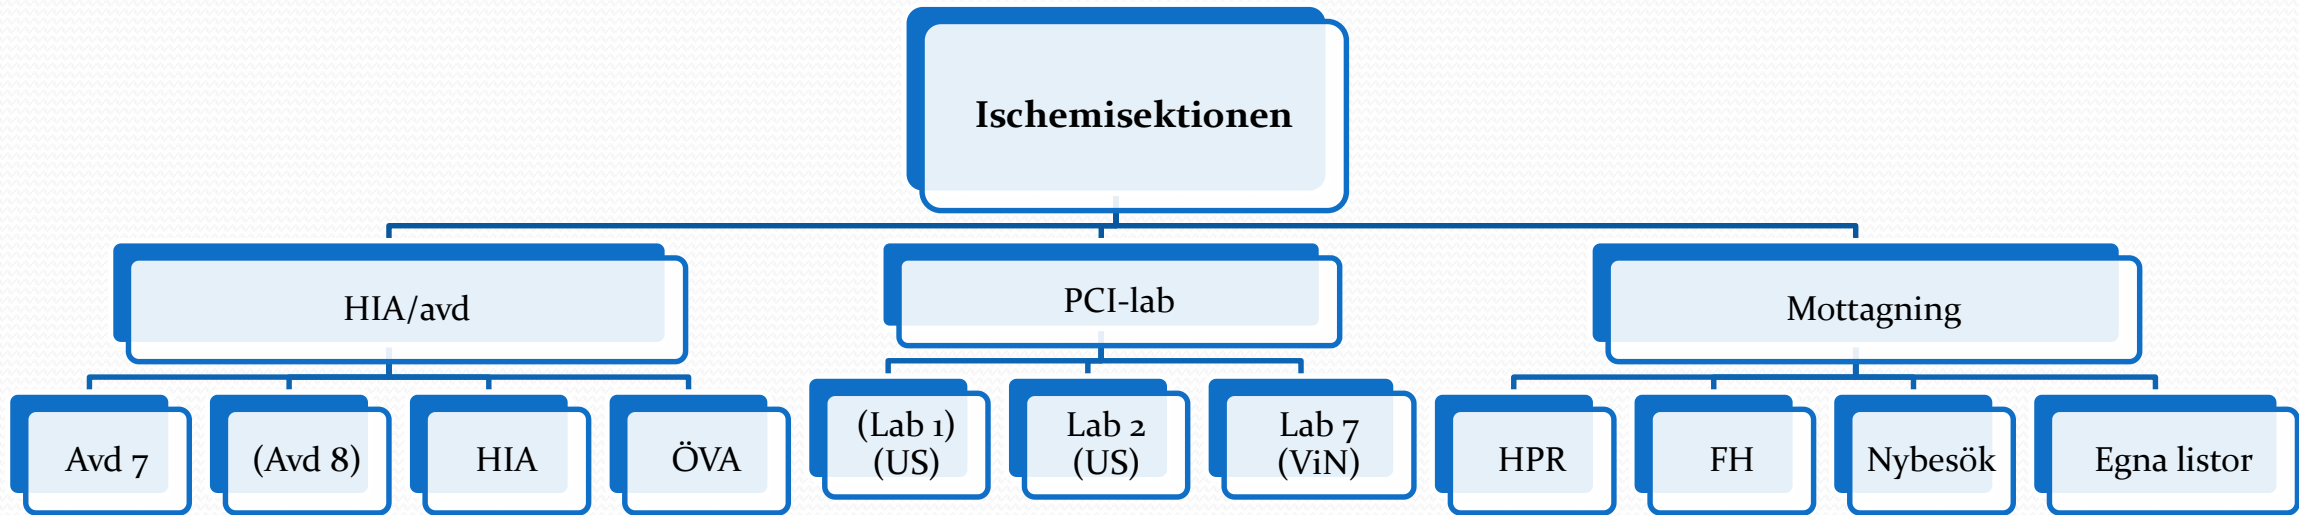 Ischemisektionen
HIA/avd
PCI-lab
Mottagning
Avd 7
(Avd 8)
HIA
ÖVA
(Lab 1)
(US)
Lab 2
(US)
Lab 7
(ViN)
HPR
FH
Nybesök
Egna listor